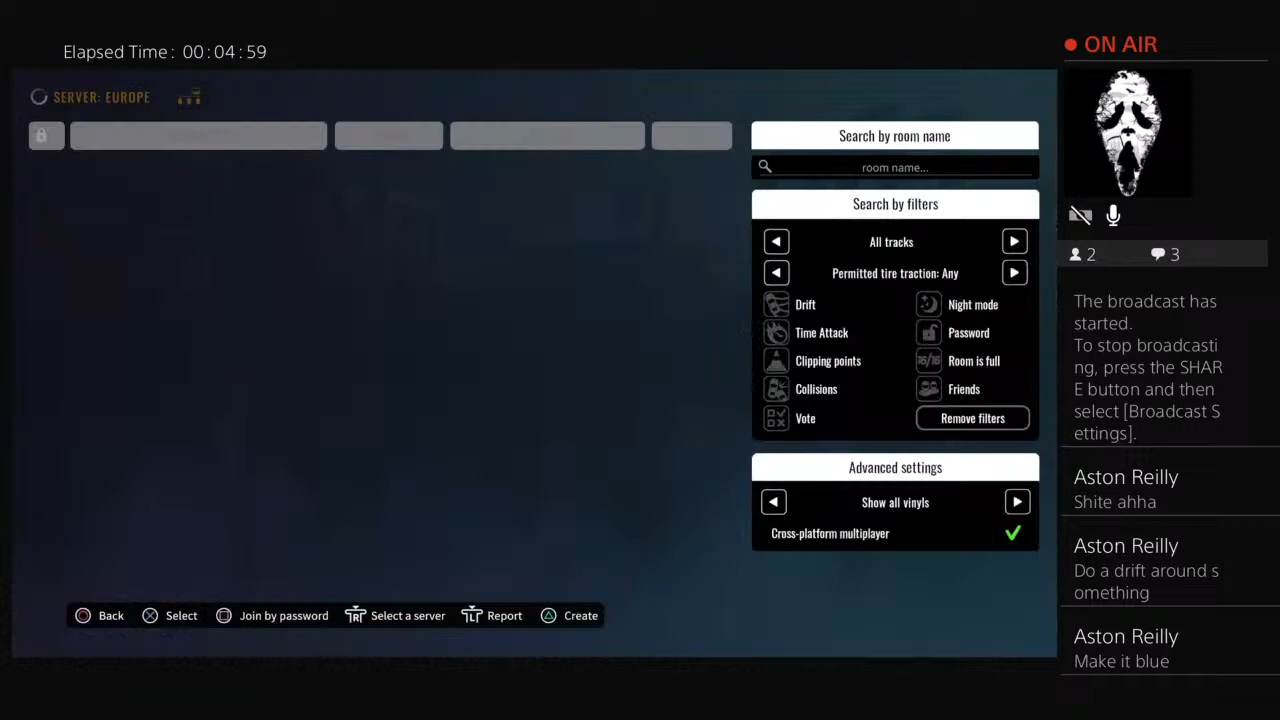 Elapsed Time: 00:04:59
ON AIR
SERVER: EUROPE
Search by room name
room name...
Search by filters
All tracks
Permitted tire traction: Any
Drift
Night mode
Time Attack
Password
Clipping points
16/16
Room is full
Collisions
Friends
Vote
Remove filters
Advanced settings
Show all vinyls
Cross-platform multiplayer
Back
Select
Join by password
R
Select a server
L
Report
Create
2
3
The broadcast has
started.
To stop broadcasti
ng, press the SHAR
E button and then
select [Broadcast S
ettings].
Aston Reilly
Shite ahha
Aston Reilly
Do a drift around s
omething
Aston Reilly
Make it blue